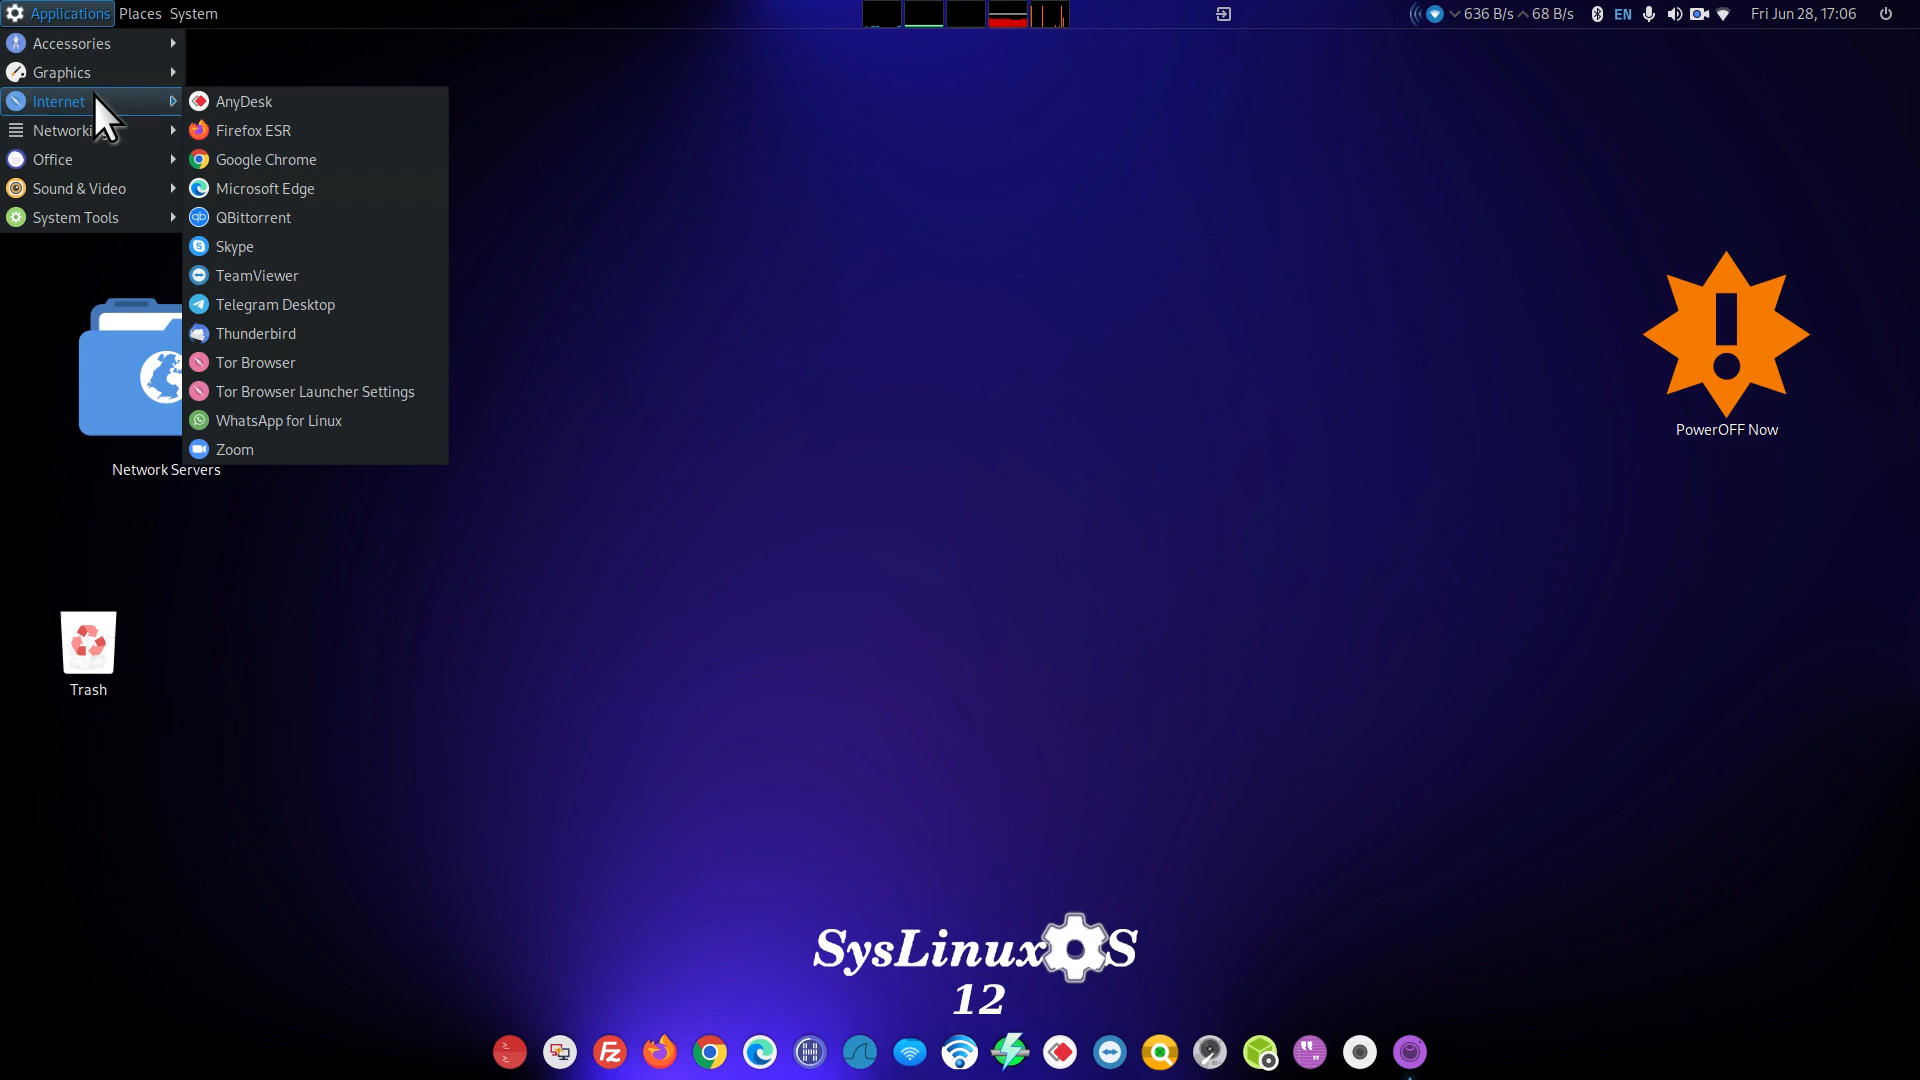 Applications Places System
636 B/s 68 B/s EN Fri Jun 28, 17:06
Accessories
Graphics
Internet
Office
Sound & Video
System Tools
AnyDesk
Firefox ESR
Google Chrome
Microsoft Edge
QBittorrent
Skype
TeamViewer
Telegram Desktop
Thunderbird
Tor Browser
Tor Browser Launcher Settings
WhatsApp for Linux
Zoom
Network Servers
PowerOFF Now
Trash
SysLinuxOS
12